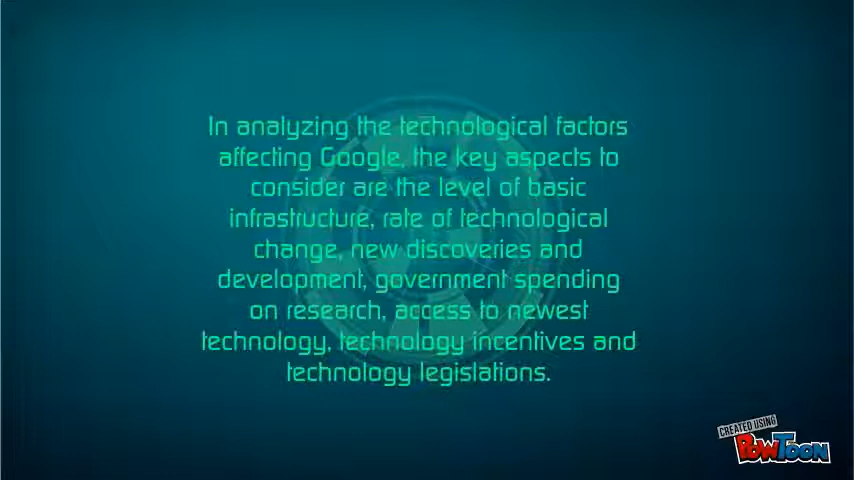 In analyzing the technological factors
affecting Google, the key aspects to
consider are the level of basic
infrastructure, rate of technological
change, new discoveries and
development, government spending
on research, access to newest
technology, technology incentives and
technology legislations.
CREATED USING
POWTOON